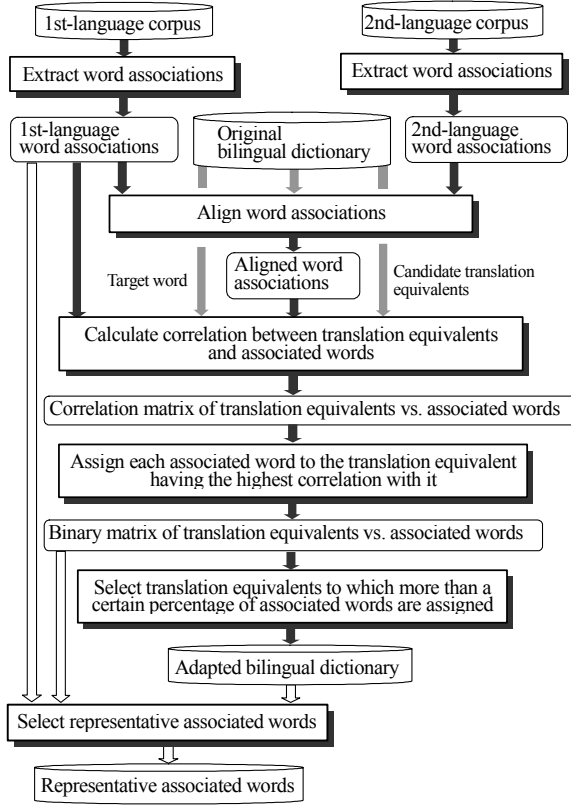 1st-language corpus
2nd-language corpus
Extract word associations
Extract word associations
1st-language
word associations
Original
bilingual dictionary
2nd-language
word associations
Align word associations
Target word
Aligned word
associations
Candidate translation
equivalents
Calculate correlation between translation equivalents
and associated words
Correlation matrix of translation equivalents vs. associated words
Assign each associated word to the translation equivalent
having the highest correlation with it
Binary matrix of translation equivalents vs. associated words
Select translation equivalents to which more than a
certain percentage of associated words are assigned
Adapted bilingual dictionary
Select representative associated words
Representative associated words